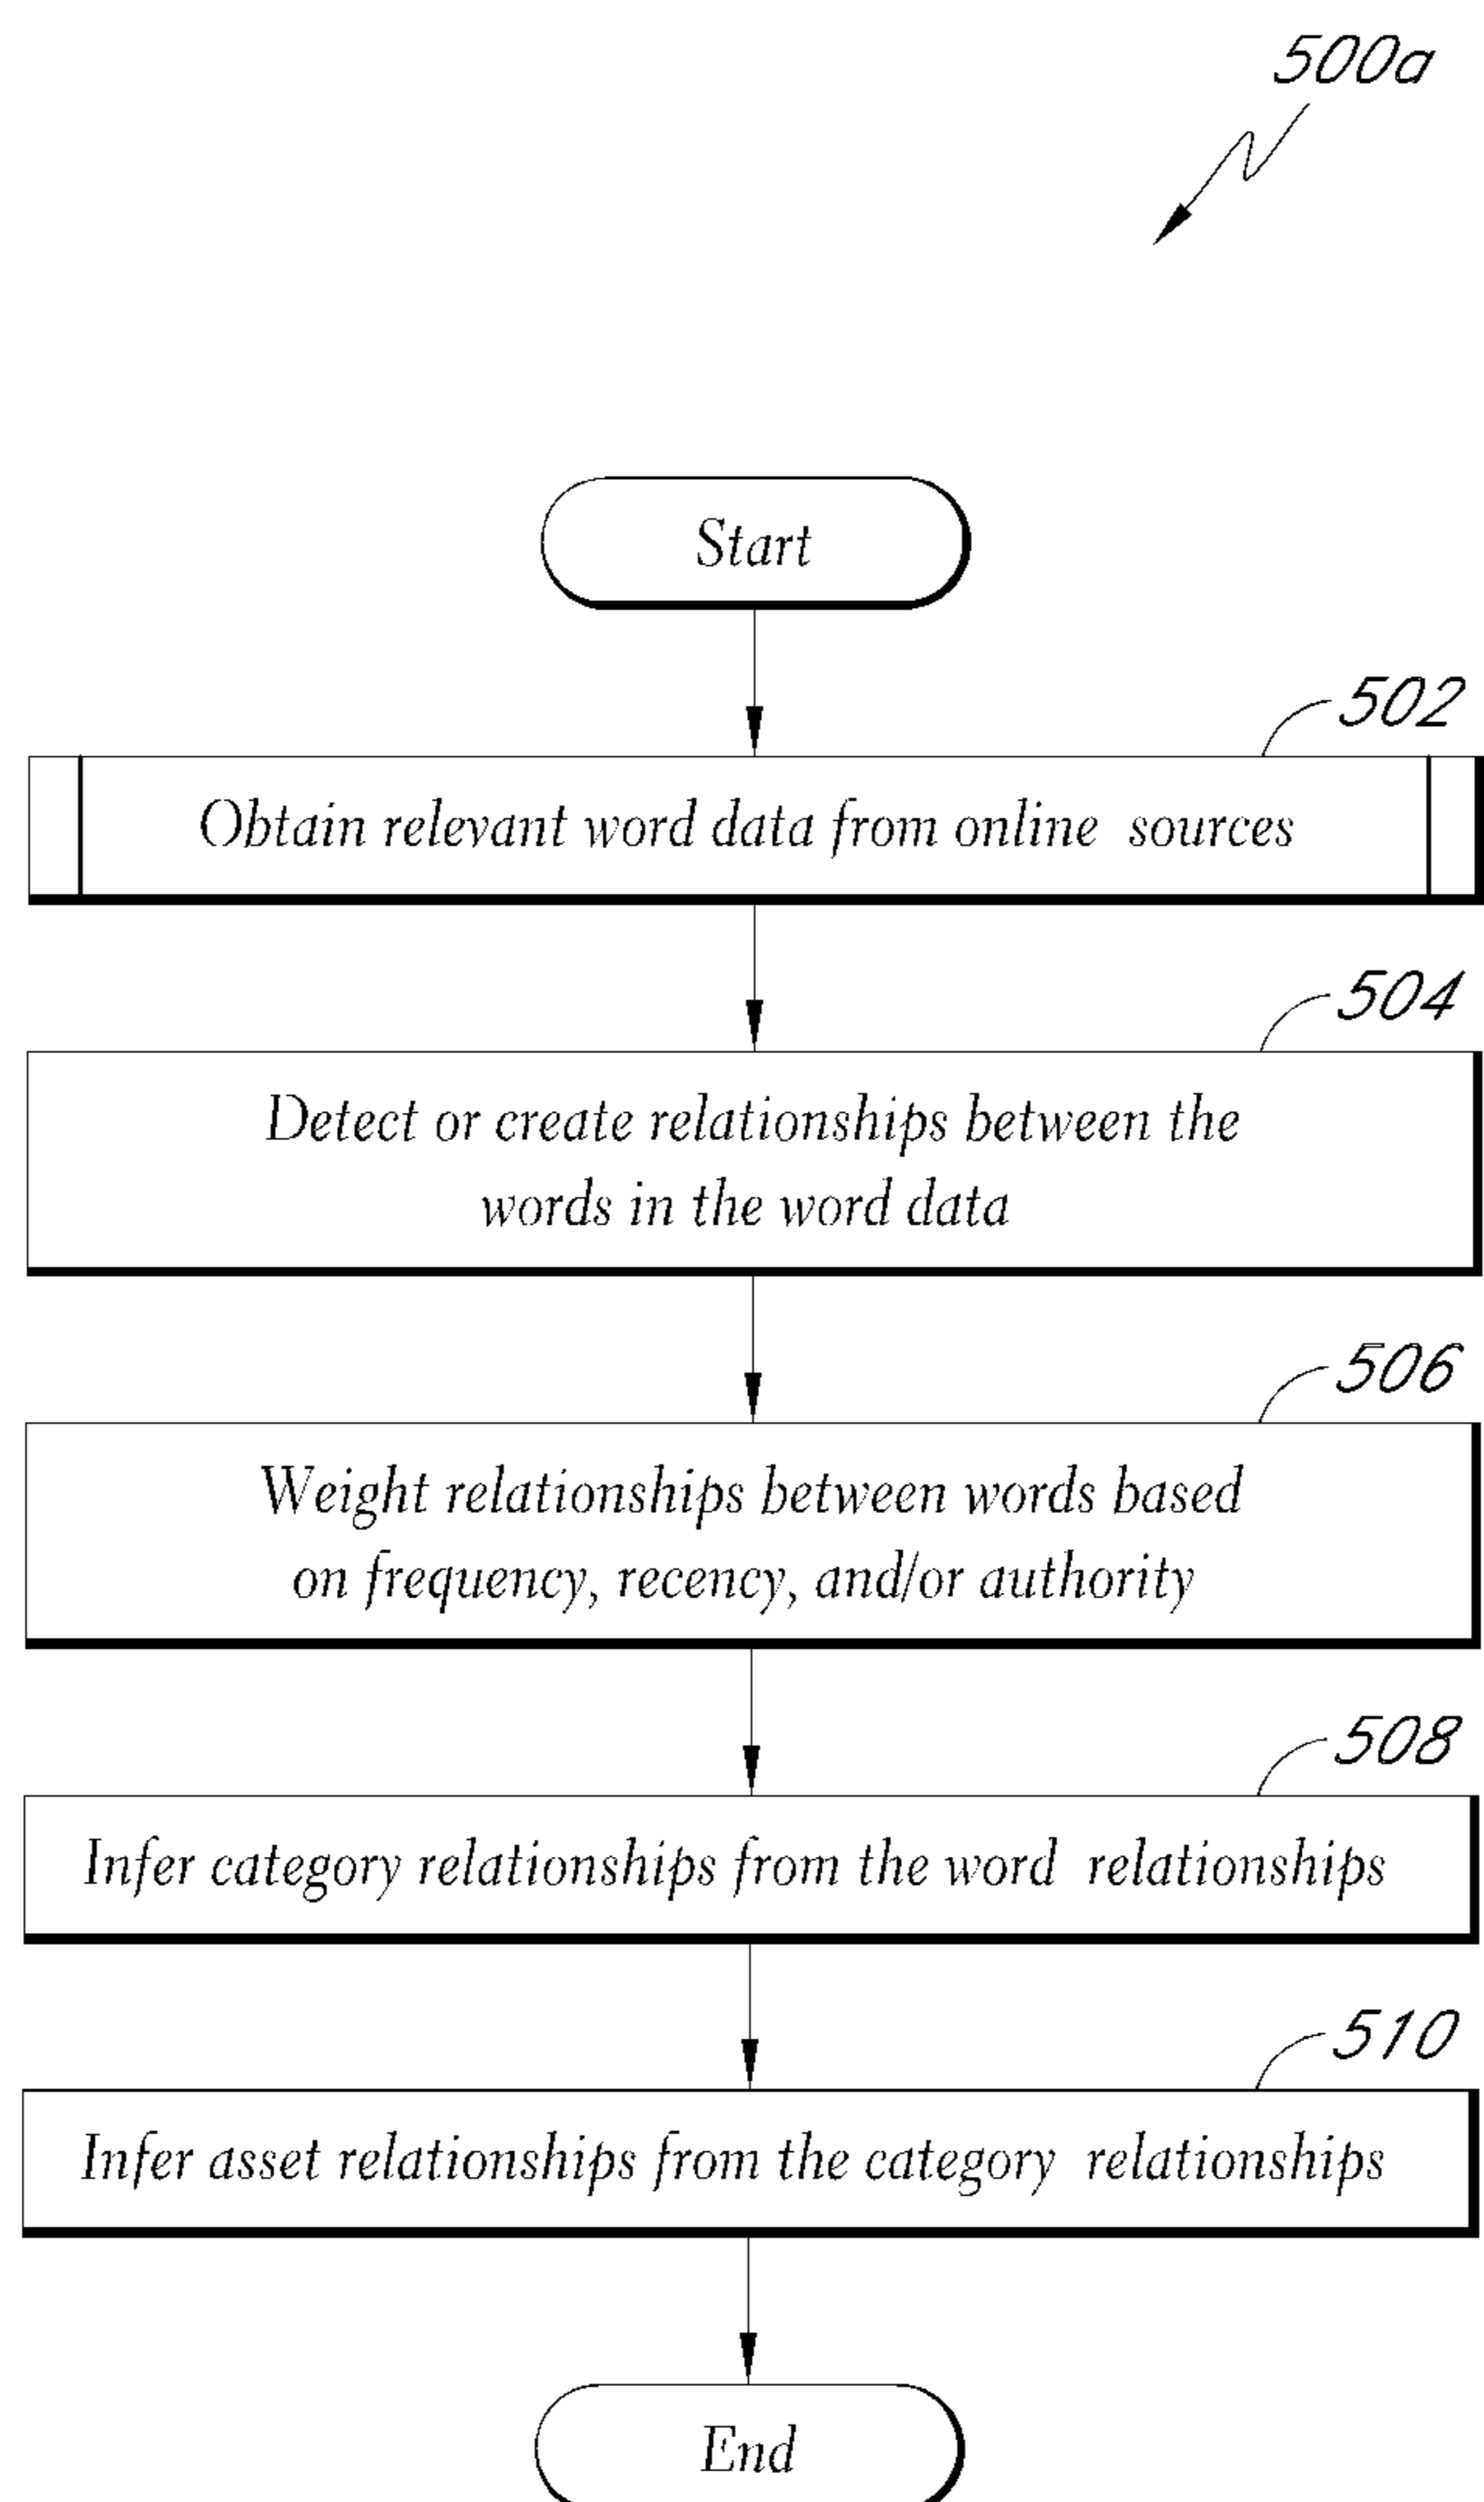 500a
Start
502
Obtain relevant word data from online sources
504
Detect or create relationships between the
words in the word data
506
Weight relationships between words based
on frequency, recency, and/or authority
508
Infer category relationships from the word relationships
510
Infer asset relationships from the category relationships
End